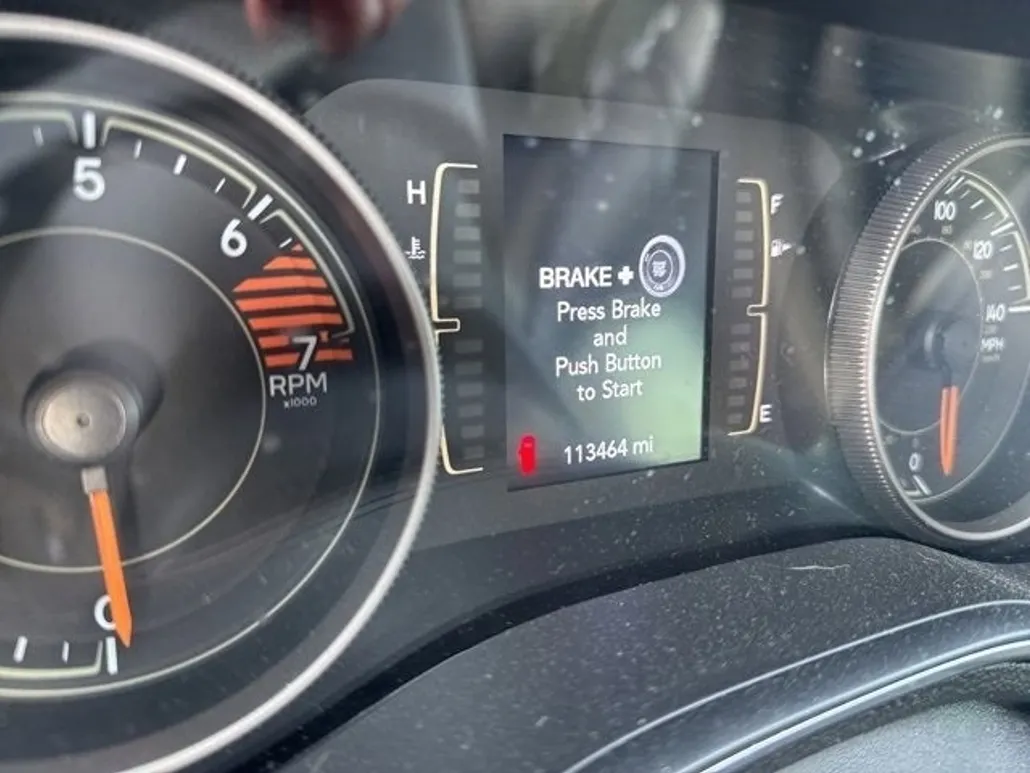 5
6
7
RPM
x1000
0
H
BRAKE +
Press Brake
and
Push Button
to Start
113464 mi
F
E
100
120
140
MPH
0